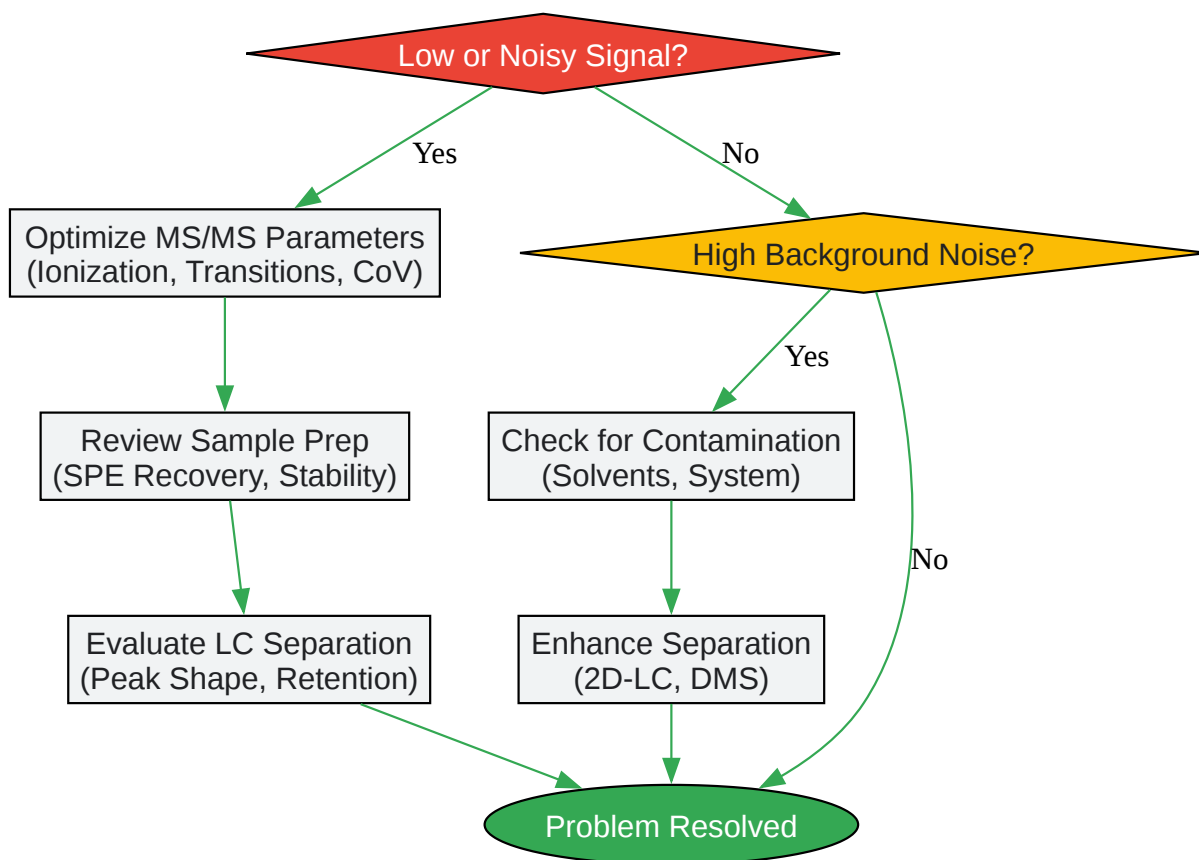 Low or Noisy Signal?
Yes
No
Optimize MS/MS Parameters
(Ionization, Transitions, CoV)
High Background Noise?
Yes
Review Sample Prep
(SPE Recovery, Stability)
Check for Contamination
(Solvents, System)
No
Evaluate LC Separation
(Peak Shape, Retention)
Enhance Separation
(2D-LC, DMS)
Problem Resolved